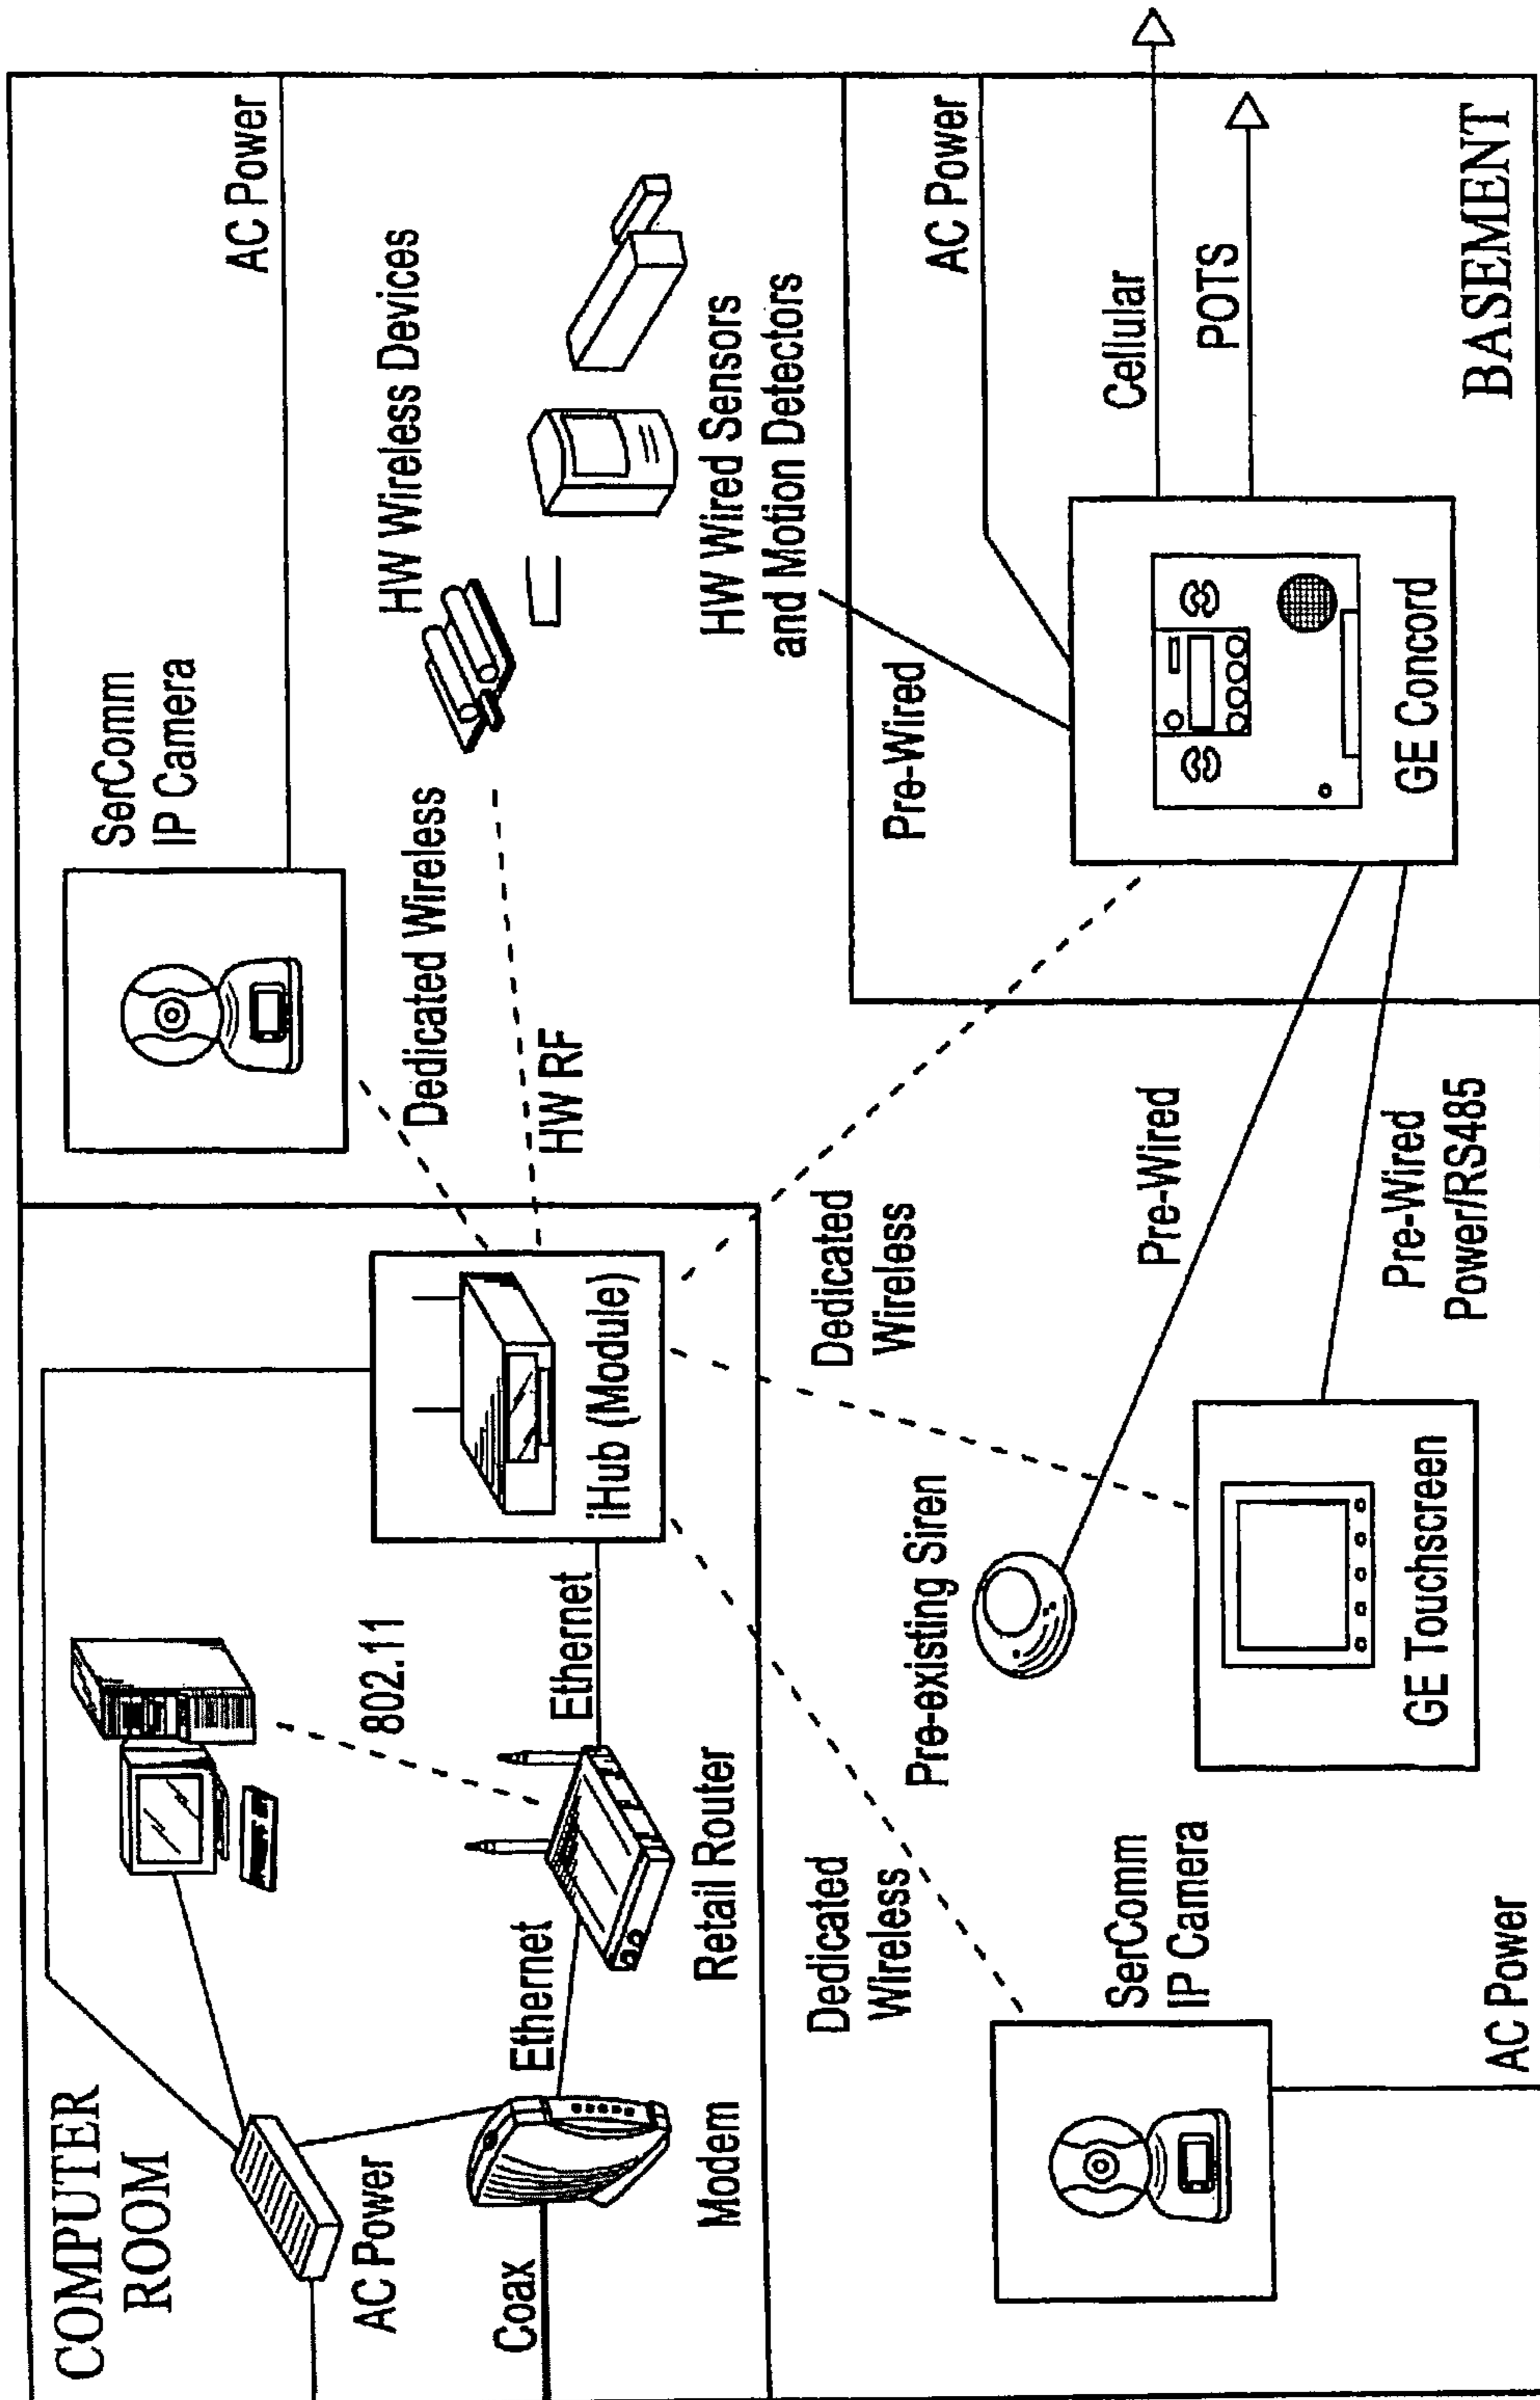 COMPUTER
ROOM
AC Power
Coax
Modem
Ethernet
Retail Router
802.11
Ethernet
iHub (Module)
SerComm
IP Camera
AC Power
Dedicated Wireless
HW RF
HW Wireless Devices
HW Wired Sensors
and Motion Detectors
Dedicated
Wireless
SerComm
IP Camera
AC Power
Pre-existing Siren
GE Touchscreen
Dedicated
Wireless
Pre-Wired
Pre-Wired
Power/RS485
Pre-Wired
AC Power
Cellular
POTS
GE Concord
BASEMENT